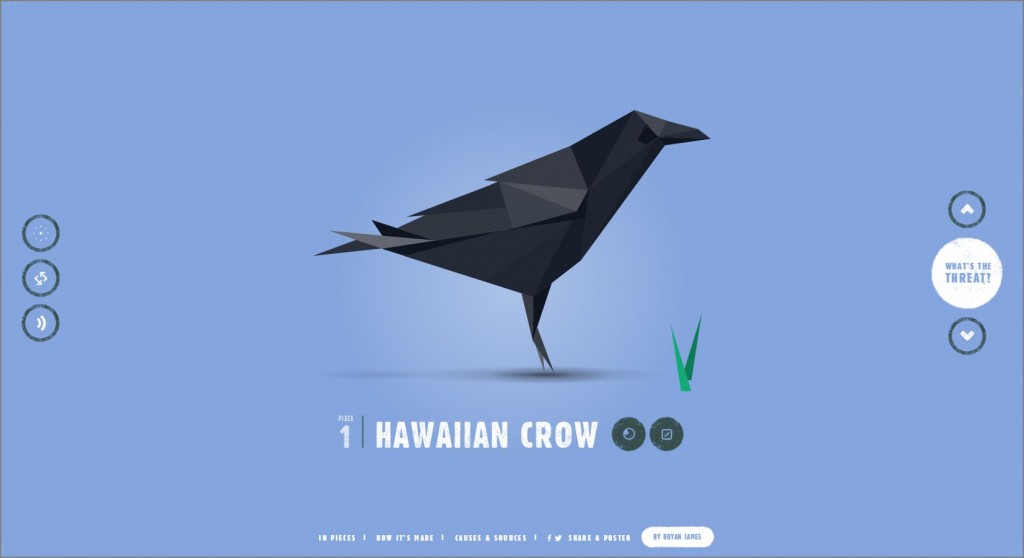 WHAT'S THE
THREAT?
PIECE
1
HAWAIIAN CROW
IN PIECES
HOW IT'S MADE
CAUSES & SOURCES
SHARE & POSTER
BY BRYAN JAMES